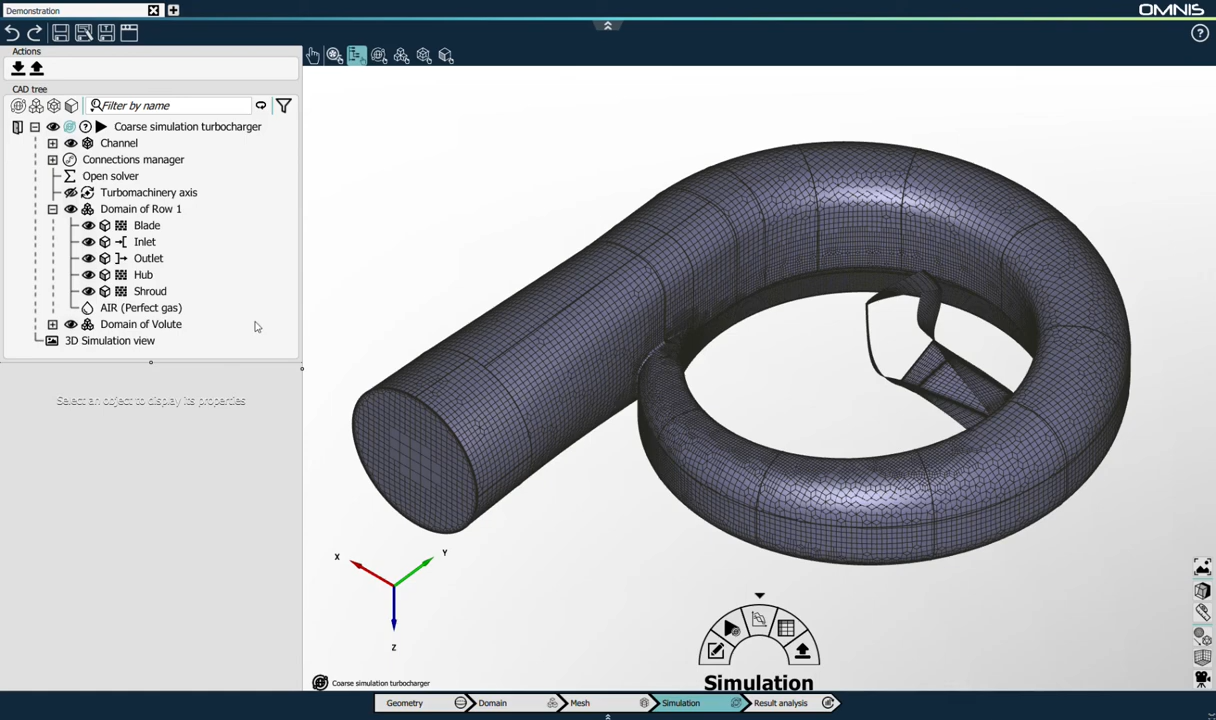 Demonstration
OMNIS
Actions
CAD tree
Filter by name
Coarse simulation turbocharger
Channel
Connections manager
Open solver
Turbomachinery axis
Domain of Row 1
Blade
Inlet
Outlet
Hub
Shroud
AIR (Perfect gas)
Domain of Volute
3D Simulation view
Select an object to display its properties
X
Y
Z
Simulation
Coarse simulation turbocharger
Geometry
Domain
Mesh
Simulation
Result analysis